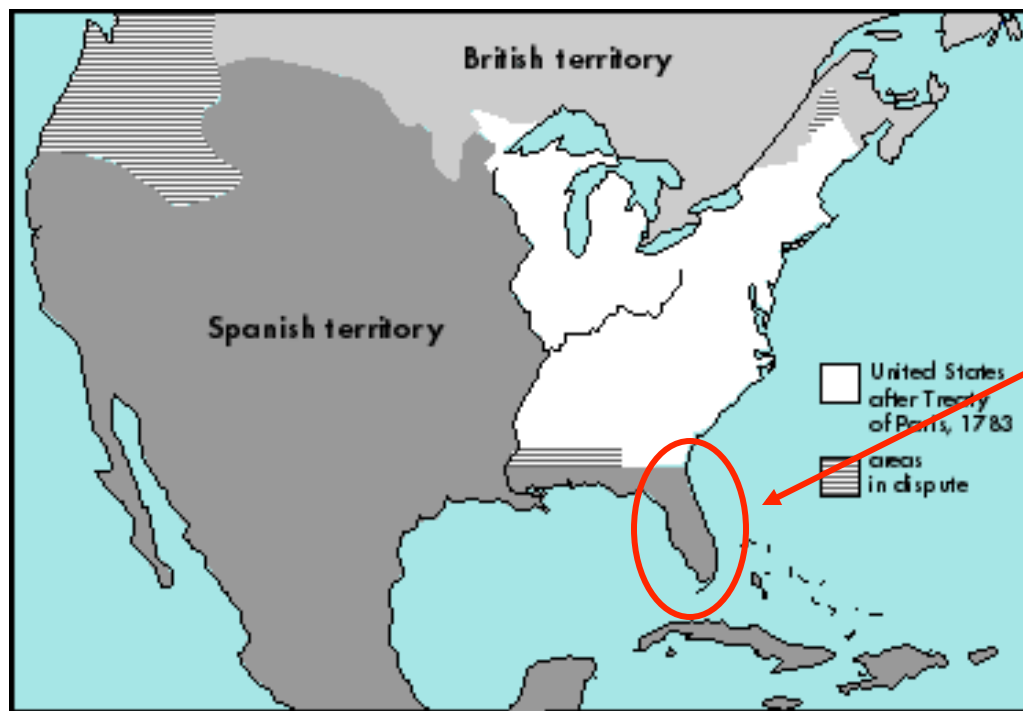 British territory
Spanish territory
United States
after Treaty
of Paris, 1783
areas
in dispute